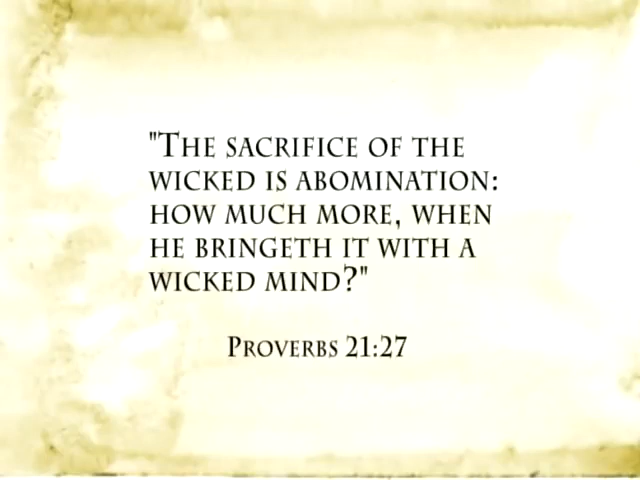 "The sacrifice of the
wicked is abomination:
how much more, when
he bringeth it with a
wicked mind?"
Proverbs 21:27